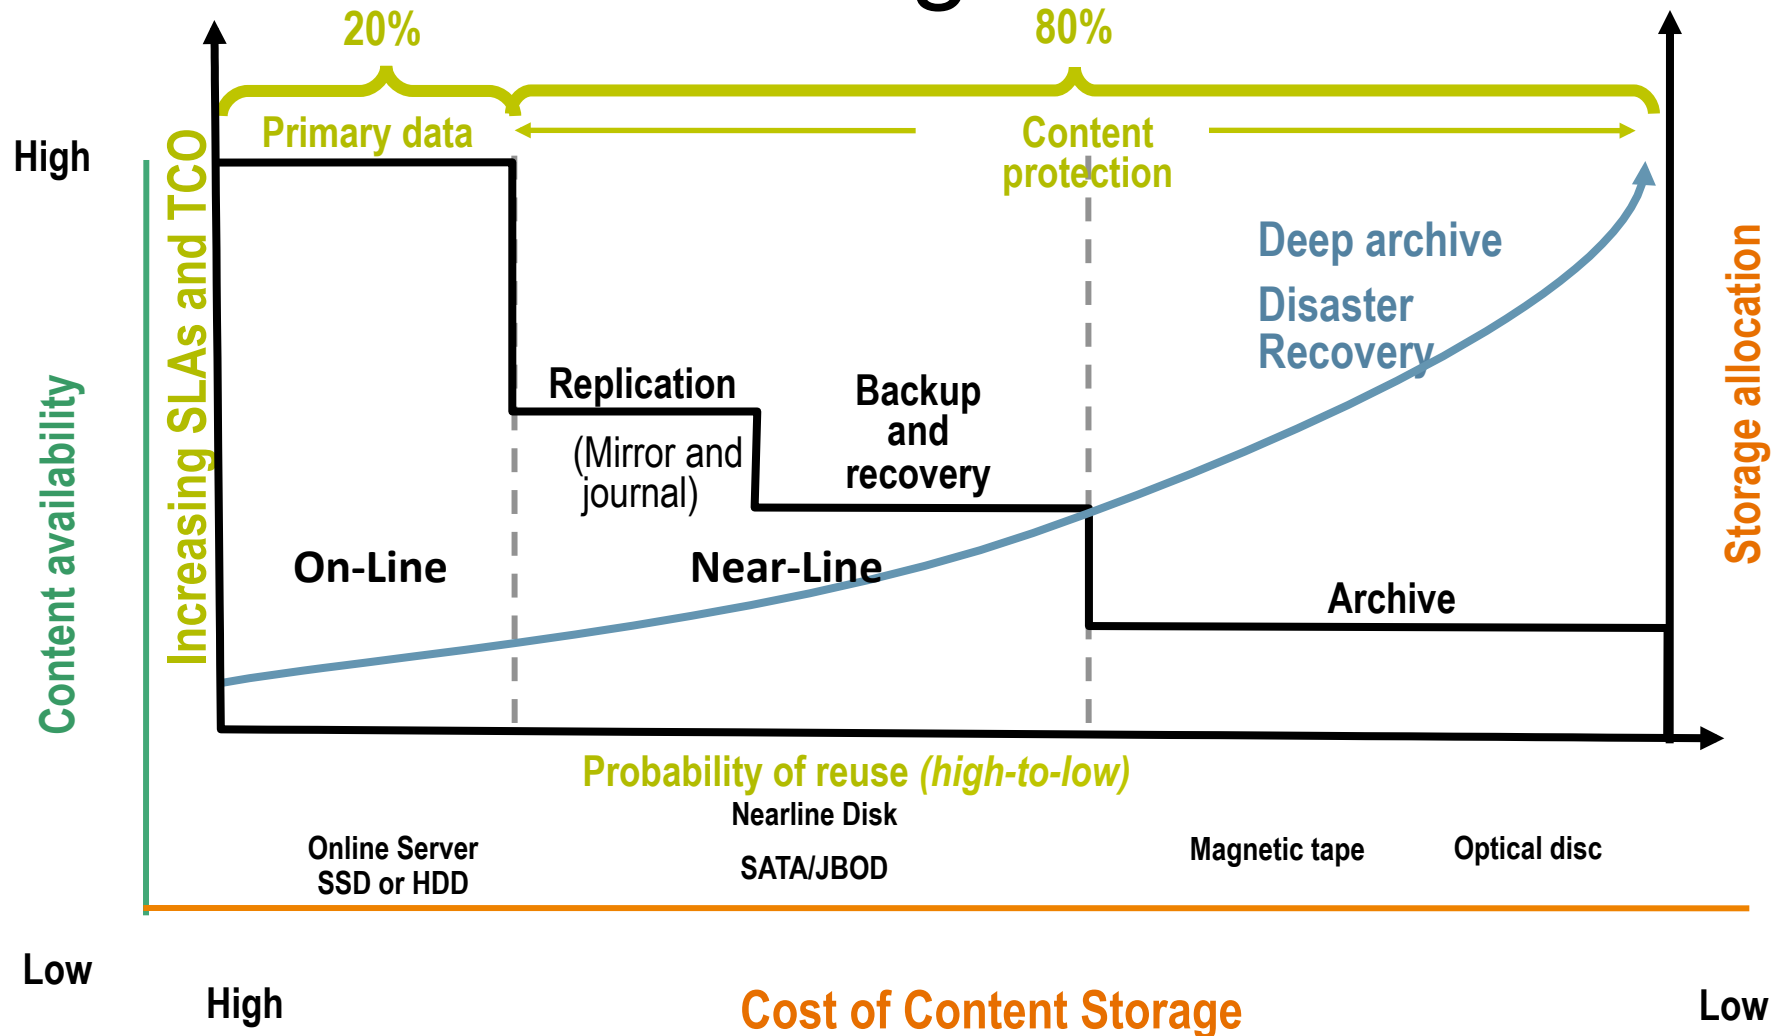 20%
80%
Primary data
Content
protection
High
Increasing SLAs and TCO
Content availability
Deep archive
Disaster
Recovery
Storage allocation
Replication
(Mirror and
journal)
Backup
and
recovery
On-Line
Near-Line
Archive
Probability of reuse (high-to-low)
Nearline Disk
SATA/JBOD
Online Server
SSD or HDD
Magnetic tape
Optical disc
Low
High
Cost of Content Storage
Low